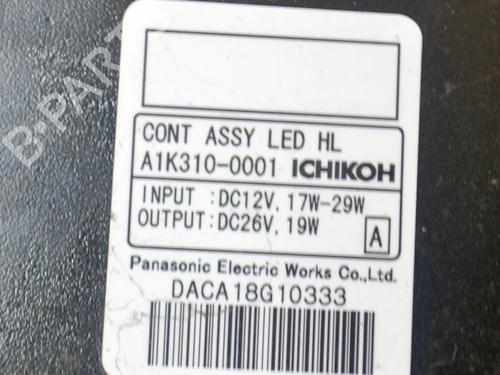 CONT ASSY LED HL
A1K310-0001 ICHIKOH
INPUT :DC12V, 17W-29W
OUTPUT:DC26V, 19W
A
Panasonic Electric Works Co.,Ltd.
DACA18G10333
B-PARTS